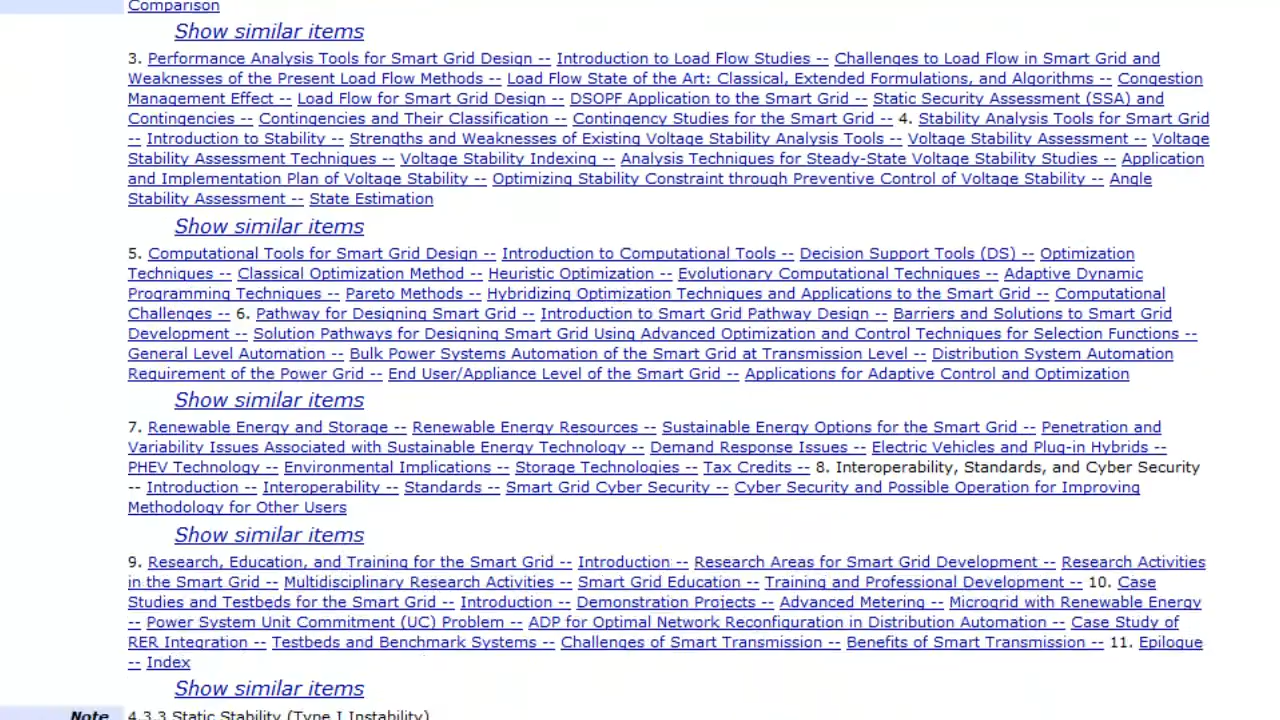 Comparison
Show similar items
3. Performance Analysis Tools for Smart Grid Design -- Introduction to Load Flow Studies -- Challenges to Load Flow in Smart Grid and
Weaknesses of the Present Load Flow Methods -- Load Flow State of the Art: Classical, Extended Formulations, and Algorithms -- Congestion
Management Effect -- Load Flow for Smart Grid Design -- DSOPF Application to the Smart Grid -- Static Security Assessment (SSA) and
Contingencies -- Contingencies and Their Classification -- Contingency Studies for the Smart Grid -- 4. Stability Analysis Tools for Smart Grid
-- Introduction to Stability -- Strengths and Weaknesses of Existing Voltage Stability Analysis Tools -- Voltage Stability Assessment -- Voltage
Stability Assessment Techniques -- Voltage Stability Indexing -- Analysis Techniques for Steady-State Voltage Stability Studies -- Application
and Implementation Plan of Voltage Stability -- Optimizing Stability Constraint through Preventive Control of Voltage Stability -- Angle
Stability Assessment -- State Estimation
Show similar items
5. Computational Tools for Smart Grid Design -- Introduction to Computational Tools -- Decision Support Tools (DS) -- Optimization
Techniques -- Classical Optimization Method -- Heuristic Optimization -- Evolutionary Computational Techniques -- Adaptive Dynamic
Programming Techniques -- Pareto Methods -- Hybridizing Optimization Techniques and Applications to the Smart Grid -- Computational
Challenges -- 6. Pathway for Designing Smart Grid -- Introduction to Smart Grid Pathway Design -- Barriers and Solutions to Smart Grid
Development -- Solution Pathways for Designing Smart Grid Using Advanced Optimization and Control Techniques for Selection Functions --
General Level Automation -- Bulk Power Systems Automation of the Smart Grid at Transmission Level -- Distribution System Automation
Requirement of the Power Grid -- End User/Appliance Level of the Smart Grid -- Applications for Adaptive Control and Optimization
Show similar items
7. Renewable Energy and Storage -- Renewable Energy Resources -- Sustainable Energy Options for the Smart Grid -- Penetration and
Variability Issues Associated with Sustainable Energy Technology -- Demand Response Issues -- Electric Vehicles and Plug-in Hybrids --
PHEV Technology -- Environmental Implications -- Storage Technologies -- Tax Credits -- 8. Interoperability, Standards, and Cyber Security
-- Introduction -- Interoperability -- Standards -- Smart Grid Cyber Security -- Cyber Security and Possible Operation for Improving
Methodology for Other Users
Show similar items
9. Research, Education, and Training for the Smart Grid -- Introduction -- Research Areas for Smart Grid Development -- Research Activities
in the Smart Grid -- Multidisciplinary Research Activities -- Smart Grid Education -- Training and Professional Development -- 10. Case
Studies and Testbeds for the Smart Grid -- Introduction -- Demonstration Projects -- Advanced Metering -- Microgrid with Renewable Energy
-- Power System Unit Commitment (UC) Problem -- ADP for Optimal Network Reconfiguration in Distribution Automation -- Case Study of
RER Integration -- Testbeds and Benchmark Systems -- Challenges of Smart Transmission -- Benefits of Smart Transmission -- 11. Epilogue
-- Index
Show similar items
Note 4.3.3 Static Stability (Type I Instability)